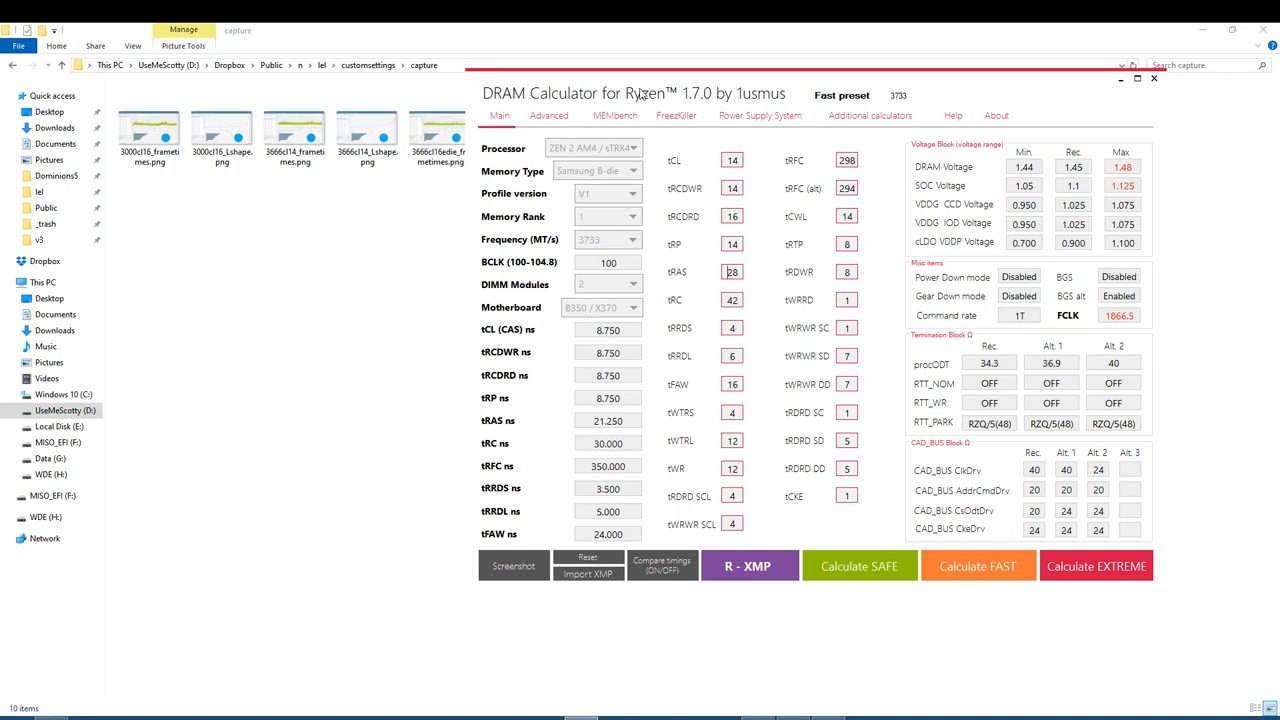 Manage
capture
File
Home
Share
View
Picture Tools
This PC
UseMeScotty (D:)
Dropbox
Public
n
lel
customsettings
capture
Search capture
Quick access
Desktop
Downloads
Documents
Pictures
Dominions5
lel
Public
_trash
v3
Dropbox
This PC
Desktop
Documents
Downloads
Music
Pictures
Videos
Windows 10 (C:)
UseMeScotty (D:)
Local Disk (E:)
MISO_EFI (F:)
Data (G:)
WDE (H:)
MISO_EFI (F:)
WDE (H:)
Network
10 items
3000cl16_frameti
mes.png
3000cl16_Lshape.
png
3666cl14_frameti
mes.png
3666cl14_Lshape.
png
3666cl16edie_fra
metimes.png
DRAM Calculator for Ryzen™ 1.7.0 by 1usmus
Fast preset
3733
Main
Advanced
MEMbench
FreezKiller
Power Supply System
Additional calculators
Help
About
Processor ZEN 2 AM4 / sTRX4
Memory Type Samsung B-die
Profile version V1
Memory Rank 1
Frequency (MT/s) 3733
BCLK (100-104.8) 100
DIMM Modules 2
Motherboard B350 / X370
tCL (CAS) ns 8.750
tRCDWR ns 8.750
tRCDRD ns 8.750
tRP ns 8.750
tRAS ns 21.250
tRC ns 30.000
tRFC ns 350.000
tRRDS ns 3.500
tRRDL ns 5.000
tFAW ns 24.000
tCL 14
tRCDWR 14
tRCDRD 16
tRP 14
tRAS 28
tRC 42
tRRDS 4
tRRDL 6
tFAW 16
tWTRS 4
tWTRL 12
tWR 12
tRDRD SCL 4
tWRWR SCL 4
tRFC 298
tRFC (alt) 294
tCWL 14
tRTP 8
tRDWR 8
tWRRD 1
tWRWR SC 1
tWRWR SD 7
tWRWR DD 7
tRDRD SC 1
tRDRD SD 5
tRDRD DD 5
tCKE 1
Voltage Block (voltage range)
Min. Rec. Max
DRAM Voltage 1.44 1.45 1.48
SOC Voltage 1.05 1.1 1.125
VDDG CCD Voltage 0.950 1.025 1.075
VDDG IOD Voltage 0.950 1.025 1.075
cLDO VDDP Voltage 0.700 0.900 1.100
Misc items
Power Down mode Disabled BGS Disabled
Gear Down mode Disabled BGS alt Enabled
Command rate 1T FCLK 1866.5
Termination Block Ω
Rec. Alt. 1 Alt. 2
procODT 34.3 36.9 40
RTT_NOM OFF OFF OFF
RTT_WR OFF OFF OFF
RTT_PARK RZQ/5(48) RZQ/5(48) RZQ/5(48)
CAD_BUS Block Ω
Rec. Alt. 1 Alt. 2 Alt. 3
CAD_BUS ClkDrv 40 40 24
CAD_BUS AddrCmdDrv 20 20 20
CAD_BUS CsOdtDrv 20 24 24
CAD_BUS CkeDrv 24 24 24
Screenshot
Reset
Import XMP
Compare timings
(ON/OFF)
R - XMP
Calculate SAFE
Calculate FAST
Calculate EXTREME